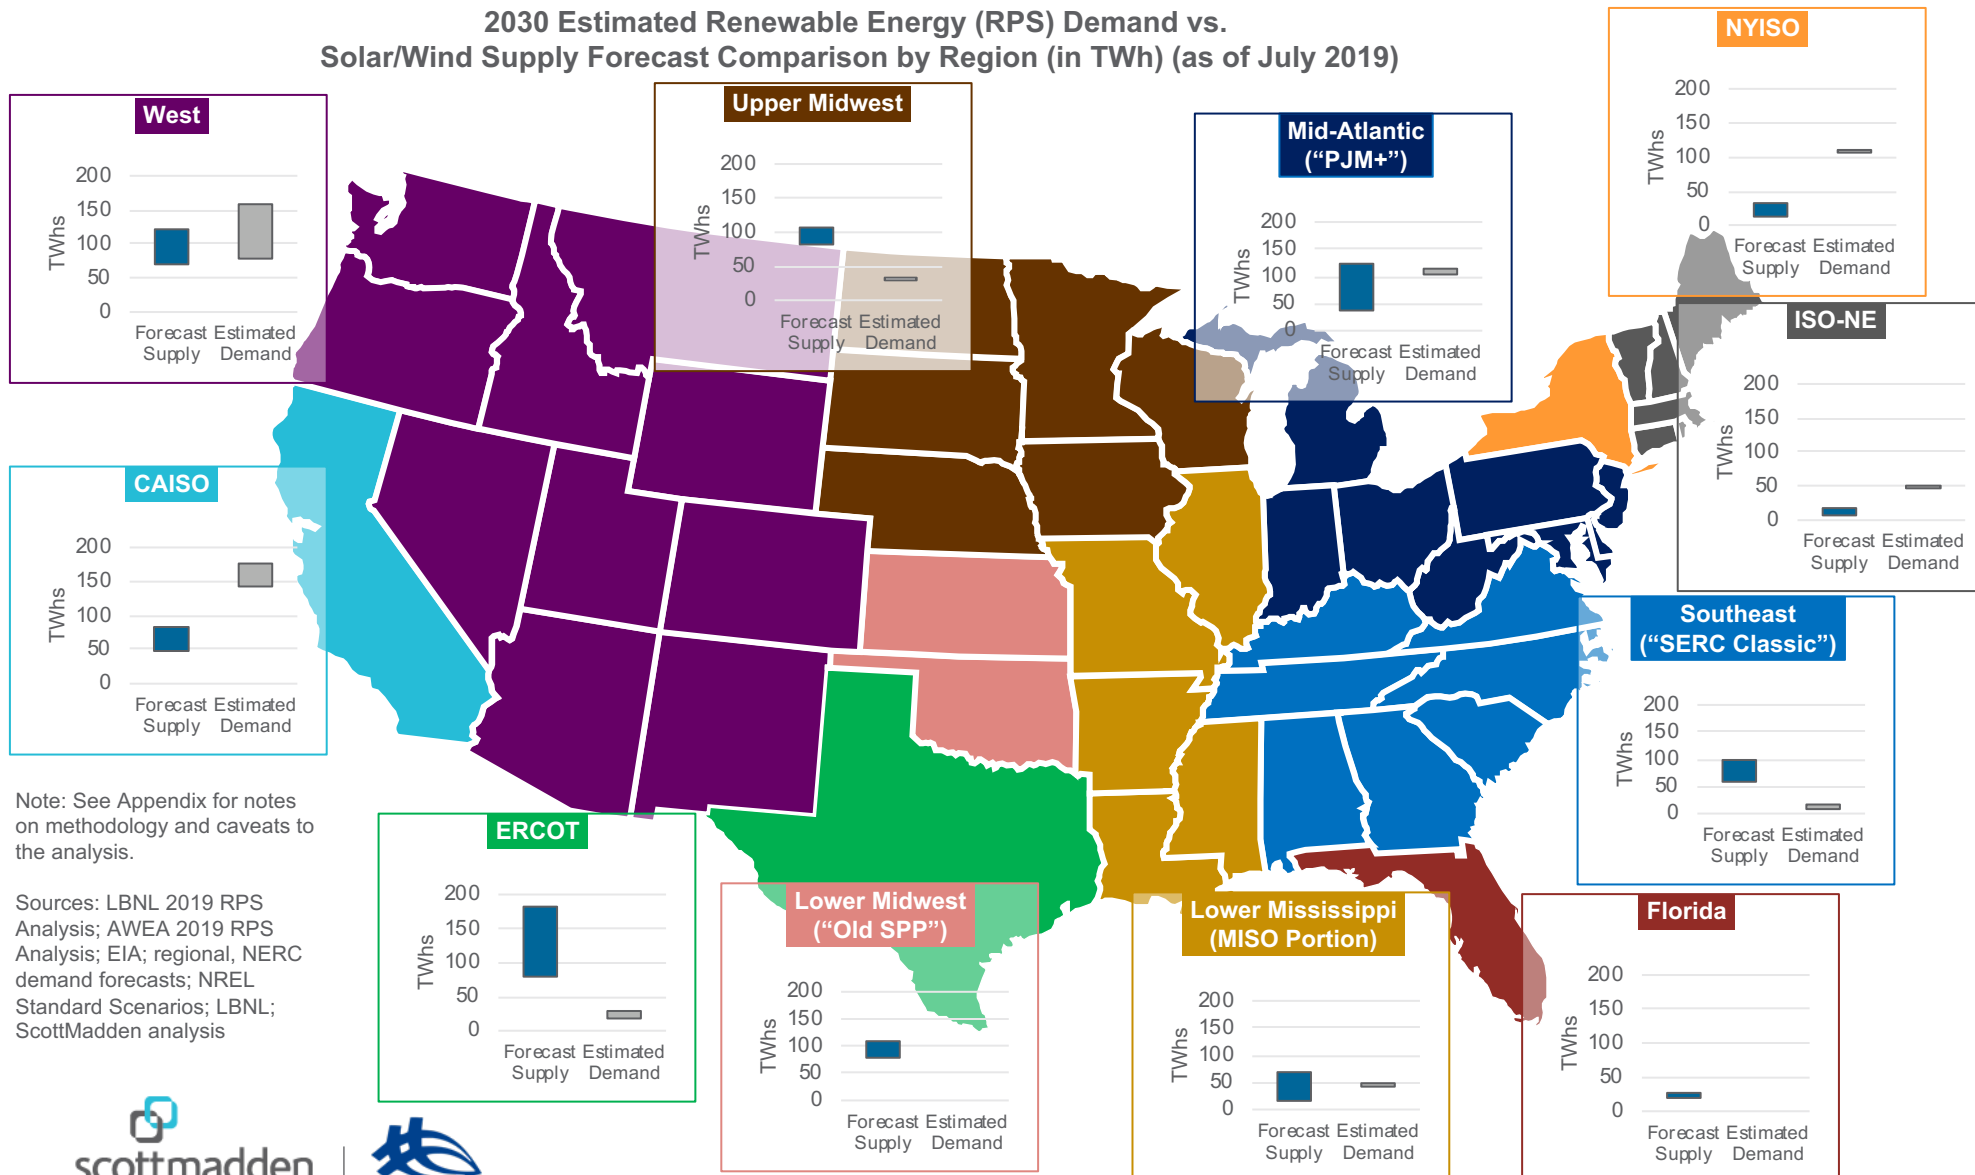 2030 Estimated Renewable Energy (RPS) Demand vs.
Solar/Wind Supply Forecast Comparison by Region (in TWh) (as of July 2019)
West
TWhs
200
150
100
50
0
Forecast Estimated
Supply Demand
Upper Midwest
TWhs
200
150
100
50
0
Forecast Estimated
Supply Demand
Mid-Atlantic
(“PJM+”)
TWhs
200
150
100
50
0
Forecast Estimated
Supply Demand
NYISO
TWhs
200
150
100
50
0
Forecast Estimated
Supply Demand
ISO-NE
TWhs
200
150
100
50
0
Forecast Estimated
Supply Demand
CAISO
TWhs
200
150
100
50
0
Forecast Estimated
Supply Demand
Southeast
(“SERC Classic”)
TWhs
200
150
100
50
0
Forecast Estimated
Supply Demand
Note: See Appendix for notes
on methodology and caveats to
the analysis.
Sources: LBNL 2019 RPS
Analysis; AWEA 2019 RPS
Analysis; EIA; regional, NERC
demand forecasts; NREL
Standard Scenarios; LBNL;
ScottMadden analysis
ERCOT
TWhs
200
150
100
50
0
Forecast Estimated
Supply Demand
Lower Midwest
(“Old SPP”)
TWhs
200
150
100
50
0
Forecast Estimated
Supply Demand
Lower Mississippi
(MISO Portion)
TWhs
200
150
100
50
0
Forecast Estimated
Supply Demand
Florida
TWhs
200
150
100
50
0
Forecast Estimated
Supply Demand
scottmadden